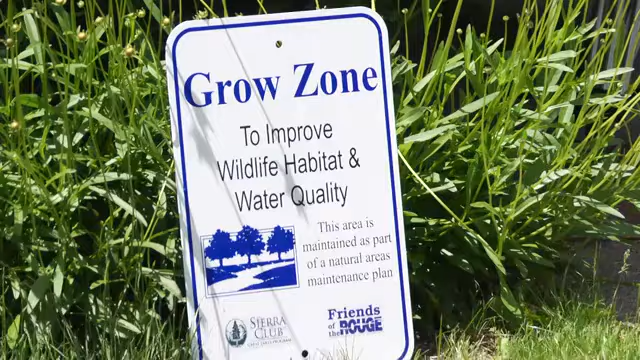 Grow Zone
To Improve
Wildlife Habitat &
Water Quality
This area is
maintained as part
of a natural areas
maintenance plan
SIERRA
CLUB
Friends
of the ROUGE